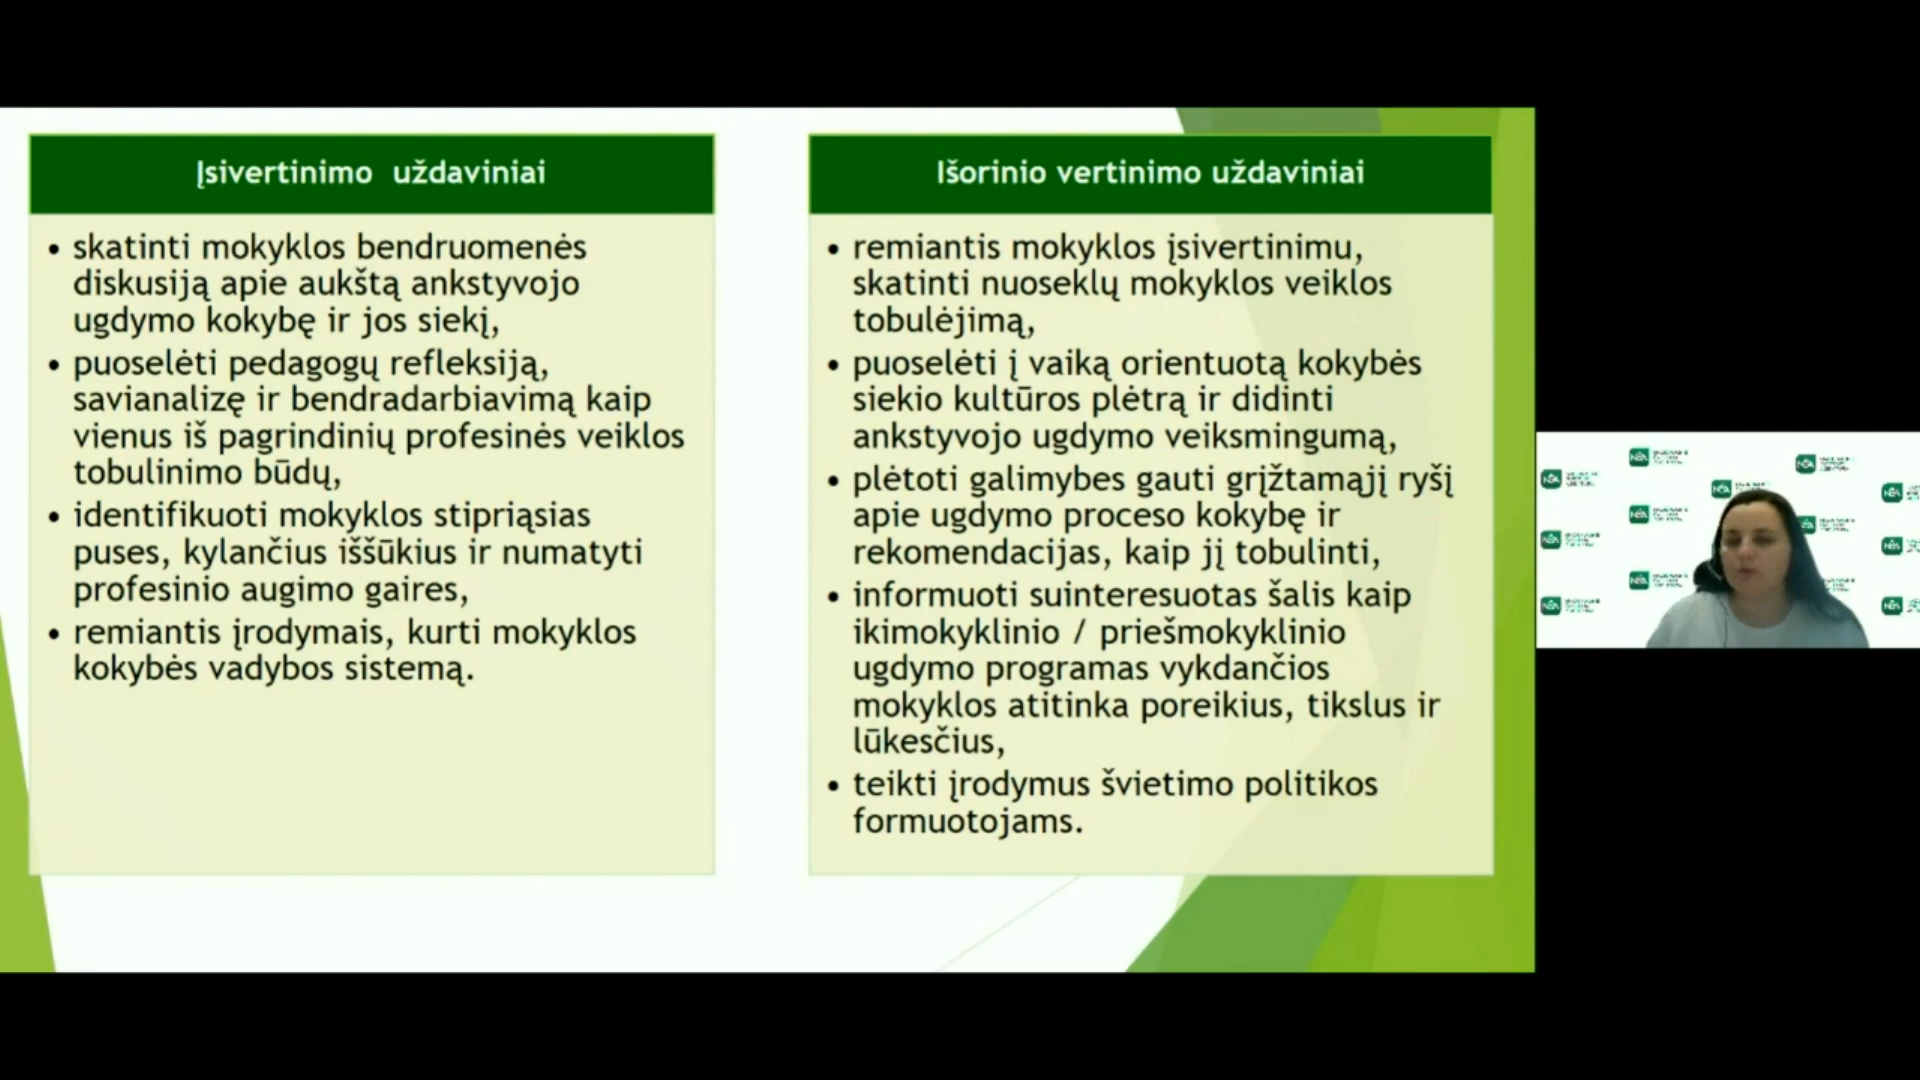 Įsivertinimo uždaviniai
skatinti mokyklos bendruomenės
diskusiją apie aukštą ankstyvojo
ugdymo kokybę ir jos siekį,
puoselėti pedagogų refleksiją,
savianalizę ir bendradarbiavimą kaip
vienus iš pagrindinių profesinės veiklos
tobulinimo būdų,
identifikuoti mokyklos stipriąsias
puses, kylančius iššūkius ir numatyti
profesinio augimo gaires,
remiantis įrodymais, kurti mokyklos
kokybės vadybos sistemą.
Išorinio vertinimo uždaviniai
remiantis mokyklos įsivertinimu,
skatinti nuoseklų mokyklos veiklos
tobulėjimą,
puoselėti į vaiką orientuotą kokybės
siekio kultūros plėtrą ir didinti
ankstyvojo ugdymo veiksmingumą,
plėtoti galimybes gauti grįžtamąjį ryšį
apie ugdymo proceso kokybę ir
rekomendacijas, kaip jį tobulinti,
informuoti suinteresuotas šalis kaip
ikimokyklinio / priešmokyklinio
ugdymo programas vykdančios
mokyklos atitinka poreikius, tikslus ir
lūkesčius,
teikti įrodymus švietimo politikos
formuotojams.